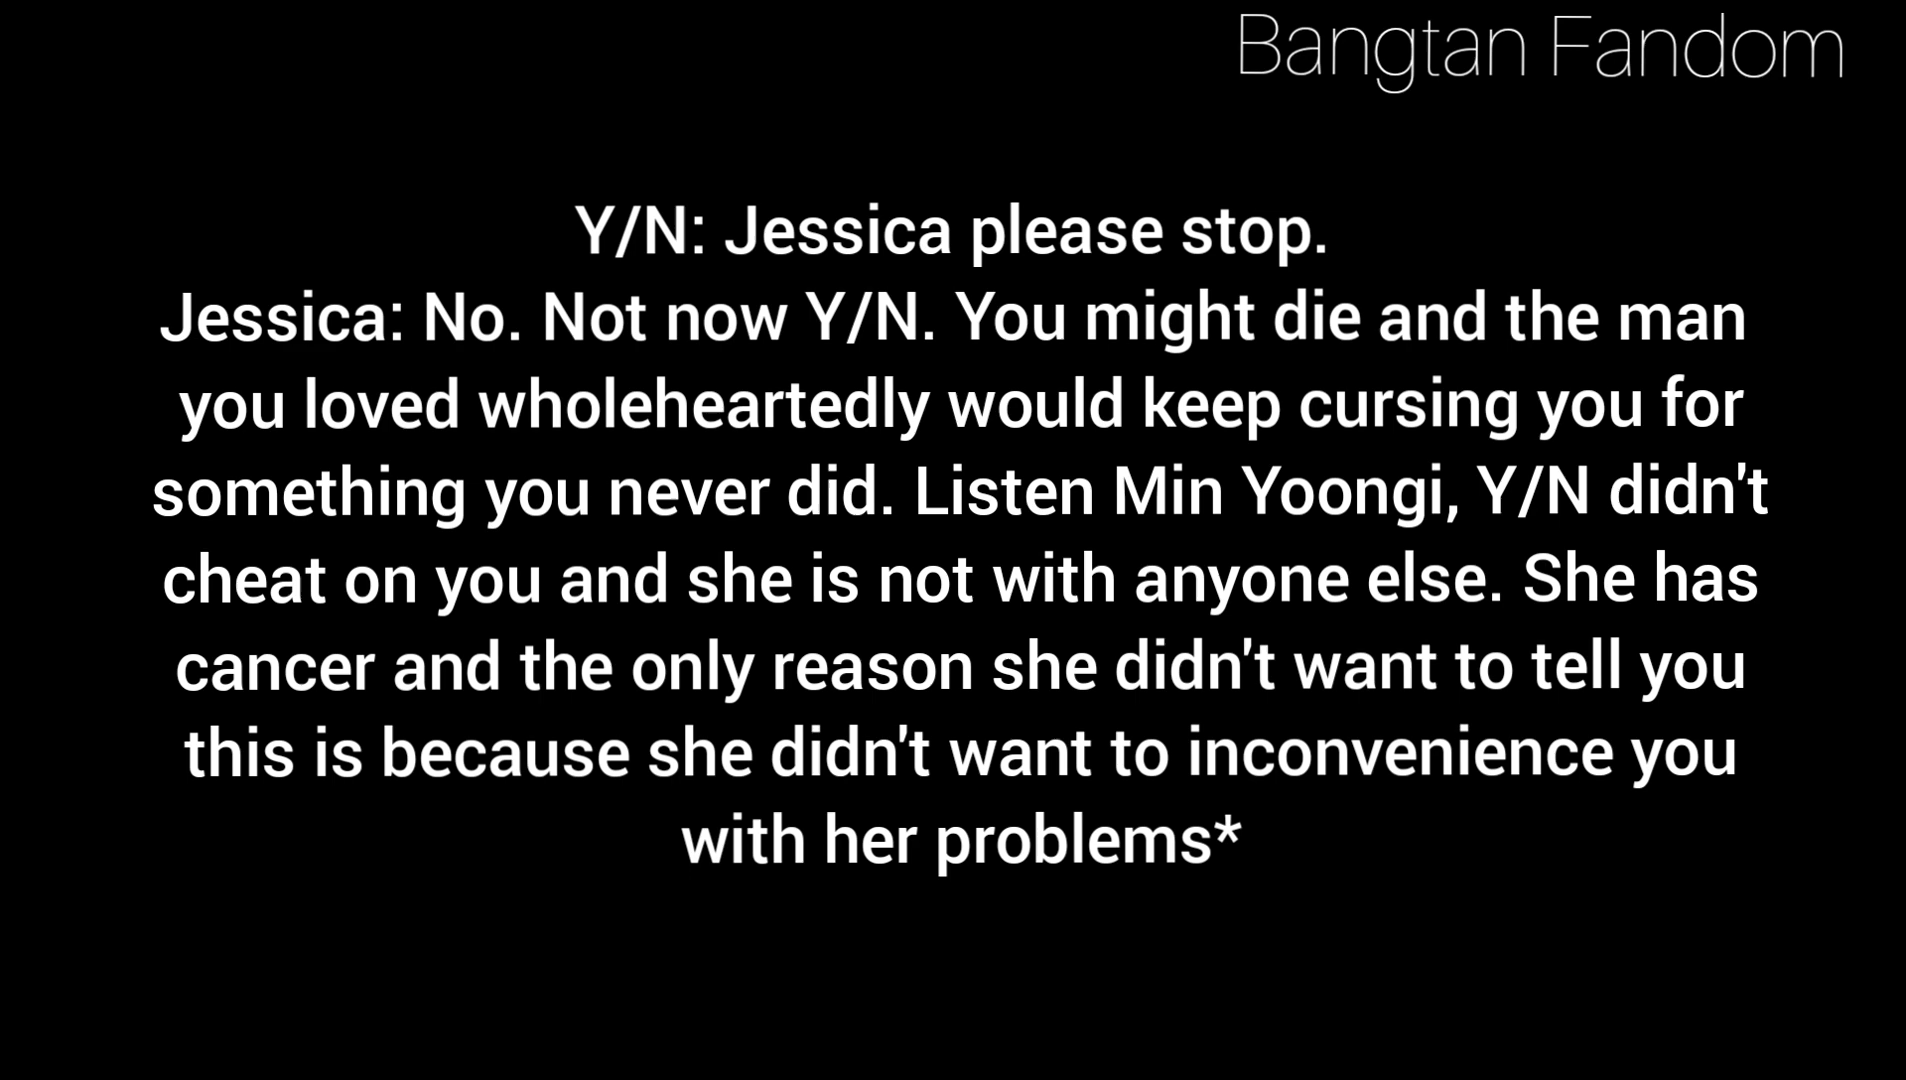 Bangtan Fandom
Y/N: Jessica please stop.
Jessica: No. Not now Y/N. You might die and the man
you loved wholeheartedly would keep cursing you for
something you never did. Listen Min Yoongi, Y/N didn't
cheat on you and she is not with anyone else. She has
cancer and the only reason she didn't want to tell you
this is because she didn't want to inconvenience you
with her problems*